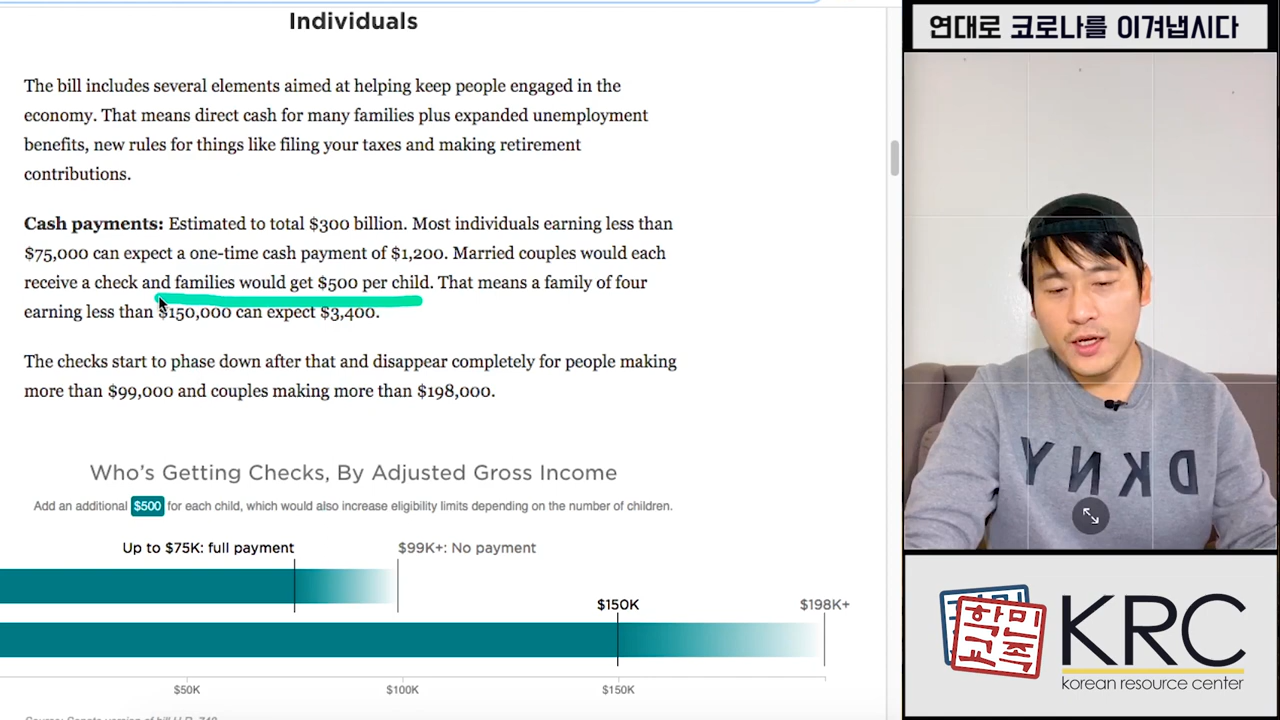 Individuals
The bill includes several elements aimed at helping keep people engaged in the
economy. That means direct cash for many families plus expanded unemployment
benefits, new rules for things like filing your taxes and making retirement
contributions.
Cash payments: Estimated to total $300 billion. Most individuals earning less than
$75,000 can expect a one-time cash payment of $1,200. Married couples would each
receive a check and families would get $500 per child. That means a family of four
earning less than $150,000 can expect $3,400.
The checks start to phase down after that and disappear completely for people making
more than $99,000 and couples making more than $198,000.
Who's Getting Checks, By Adjusted Gross Income
Add an additional $500 for each child, which would also increase eligibility limits depending on the number of children.
Up to $75K: full payment
$99K+: No payment
$150K
$198K+
$50K
$100K
$150K
연대로 코로나를 이겨냅시다
DKNY
민족
학교
KRC
korean resource center